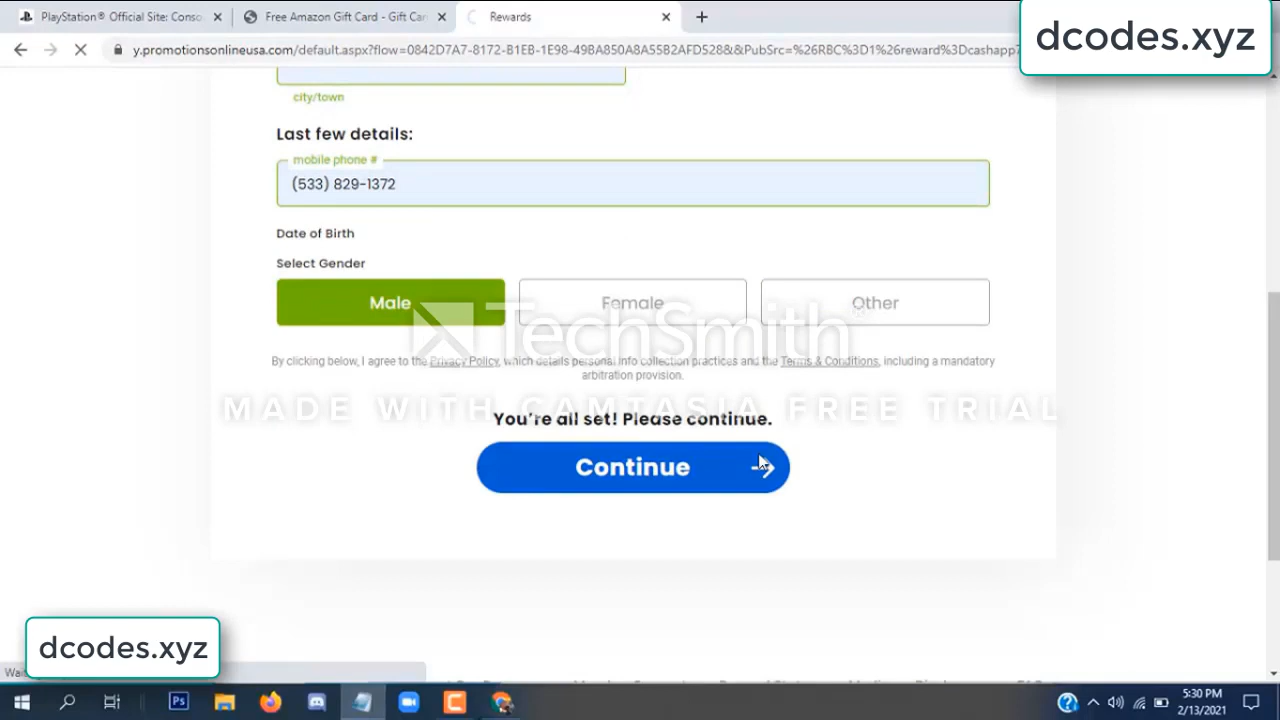 PlayStation® Official Site: Conso
Free Amazon Gift Card - Gift Car
Rewards
y.promotionsonlineusa.com/default.aspx?flow=0842D7A7-8172-B1EB-1E98-49BA850A8A55B2AFD528&&PubSrc=%26RBC%3D1%26reward%3Dcashapp
dcodes.xyz
city/town
Last few details:
mobile phone #
(533) 829-1372
Date of Birth
Select Gender
Male
Female
Other
TechSmith
By clicking below, I agree to the Privacy Policy, which details personal info collection practices and the Terms & Conditions, including a mandatory
arbitration provision.
MADE WITH CAMTASIA FREE TRIAL
You're all set! Please continue.
Continue
dcodes.xyz
Ps
5:30 PM
2/13/2021